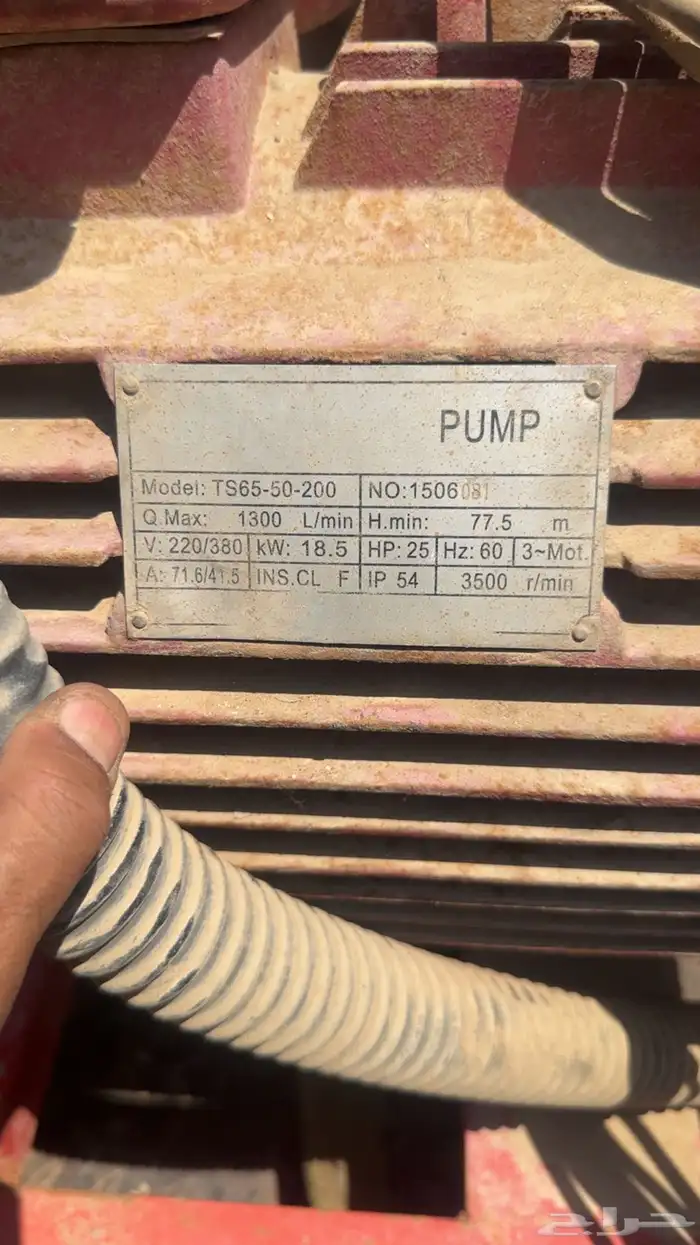 PUMP
Model: TS65-50-200 NO:1506081
Q.Max: 1300 L/min H.min: 77.5 m
V: 220/380 kW: 18.5 HP: 25 Hz: 60 3~Mot.
A: 71.6/41.5 INS.CL F IP 54 3500 r/min
حراج